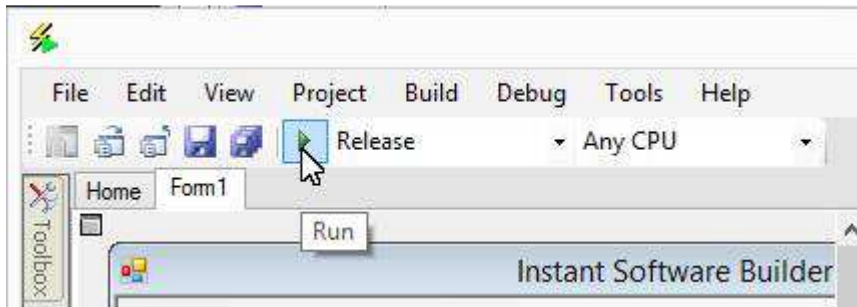 File Edit View Project Build Debug Tools Help
Release Any CPU
Home Form1
Toolbox
Run
Instant Software Builder